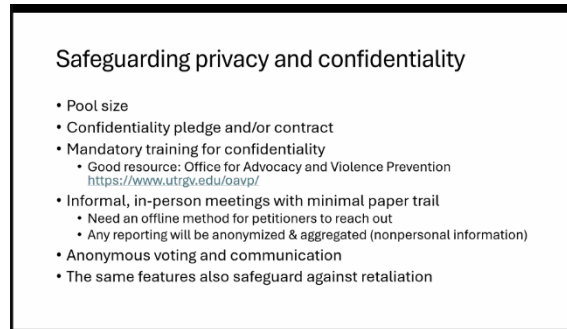 Safeguarding privacy and confidentiality
• Pool size
• Confidentiality pledge and/or contract
• Mandatory training for confidentiality
• Good resource: Office for Advocacy and Violence Prevention
https://www.utrgv.edu/oavp/
• Informal, in-person meetings with minimal paper trail
• Need an offline method for petitioners to reach out
• Any reporting will be anonymized & aggregated (nonpersonal information)
• Anonymous voting and communication
• The same features also safeguard against retaliation